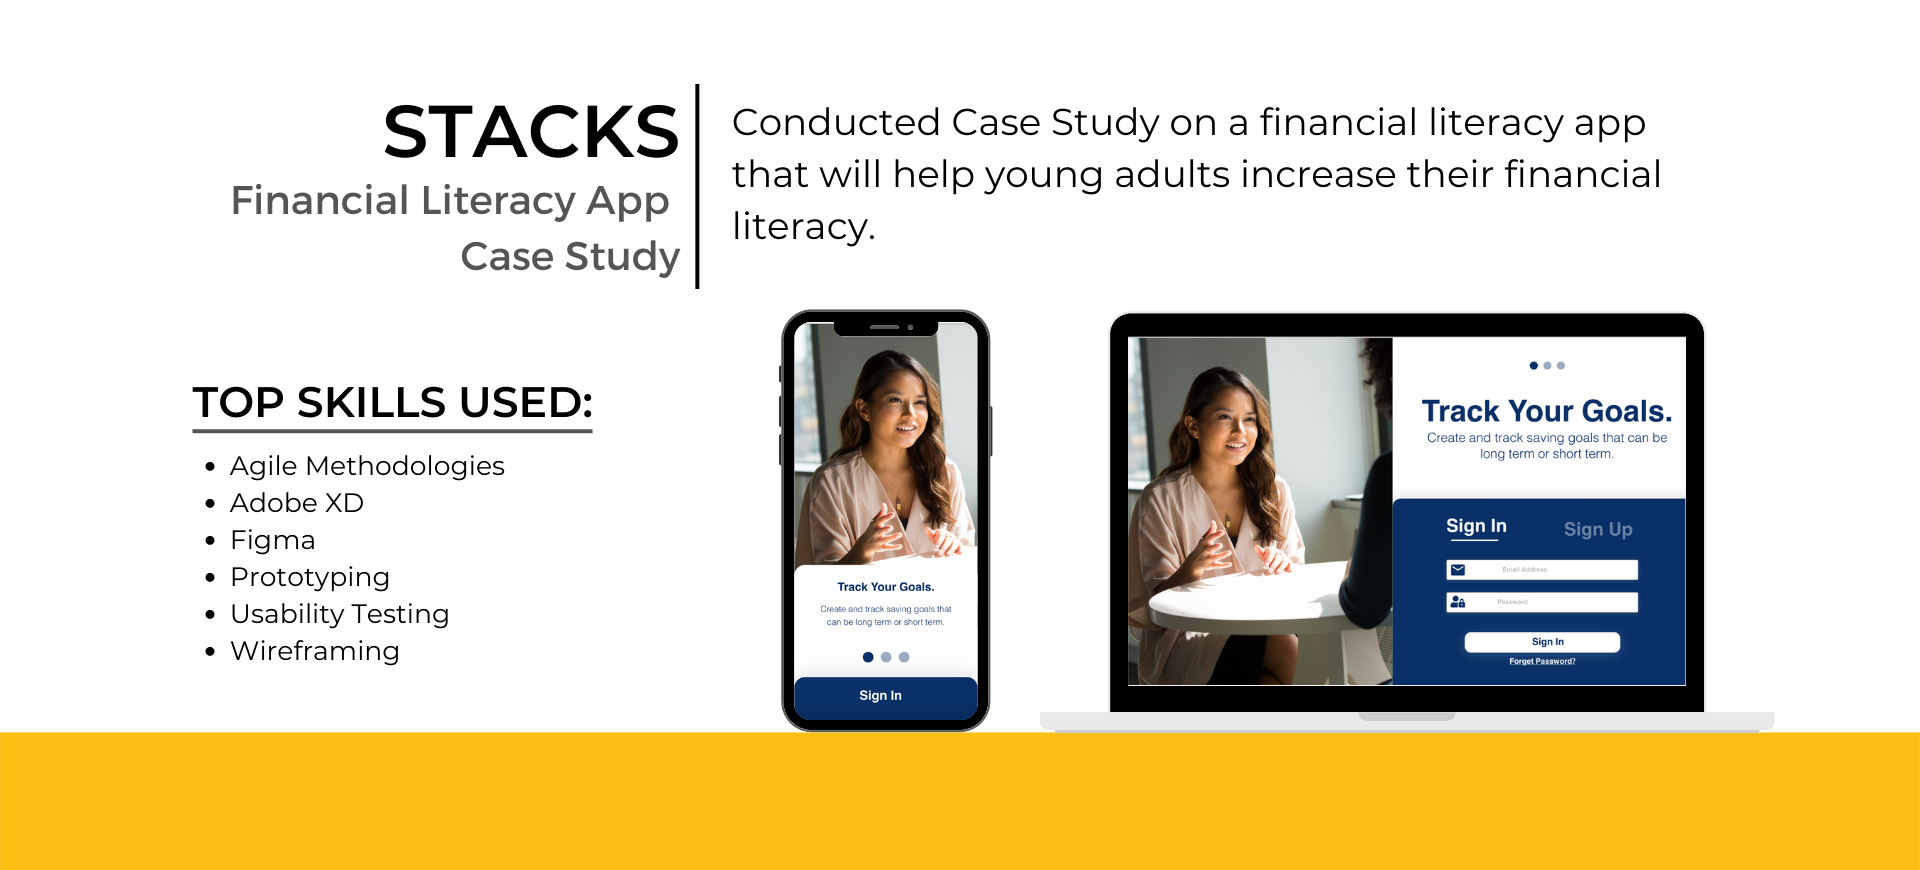 STACKS
Financial Literacy App
Case Study
Conducted Case Study on a financial literacy app
that will help young adults increase their financial
literacy.
TOP SKILLS USED:
Agile Methodologies
Adobe XD
Figma
Prototyping
Usability Testing
Wireframing
Track Your Goals.
Create and track saving goals that
can be long term or short term.
Sign In
Track Your Goals.
Create and track saving goals that can be
long term or short term.
Sign In
Sign Up
Email Address
Password
Sign In
Forget Password?